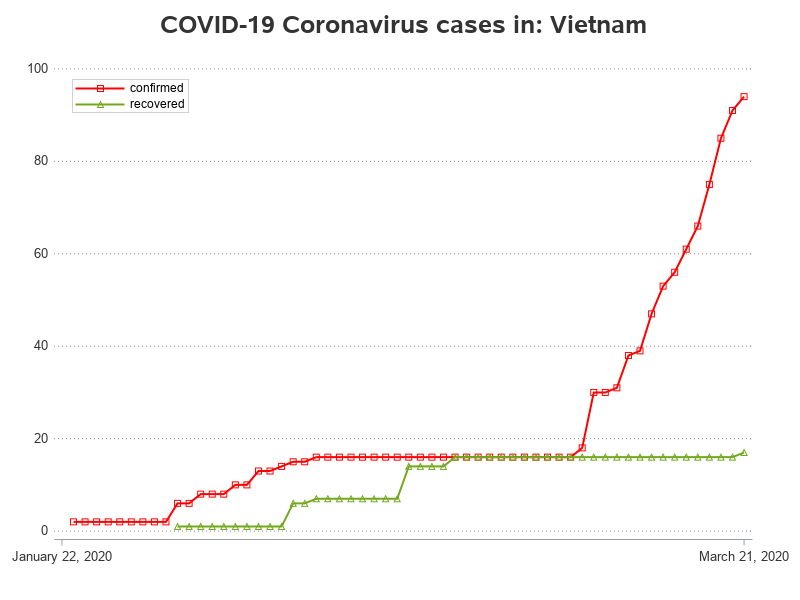 COVID-19 Coronavirus cases in: Vietnam
100
confirmed
recovered
80
60
40
20
0
January 22, 2020
March 21, 2020